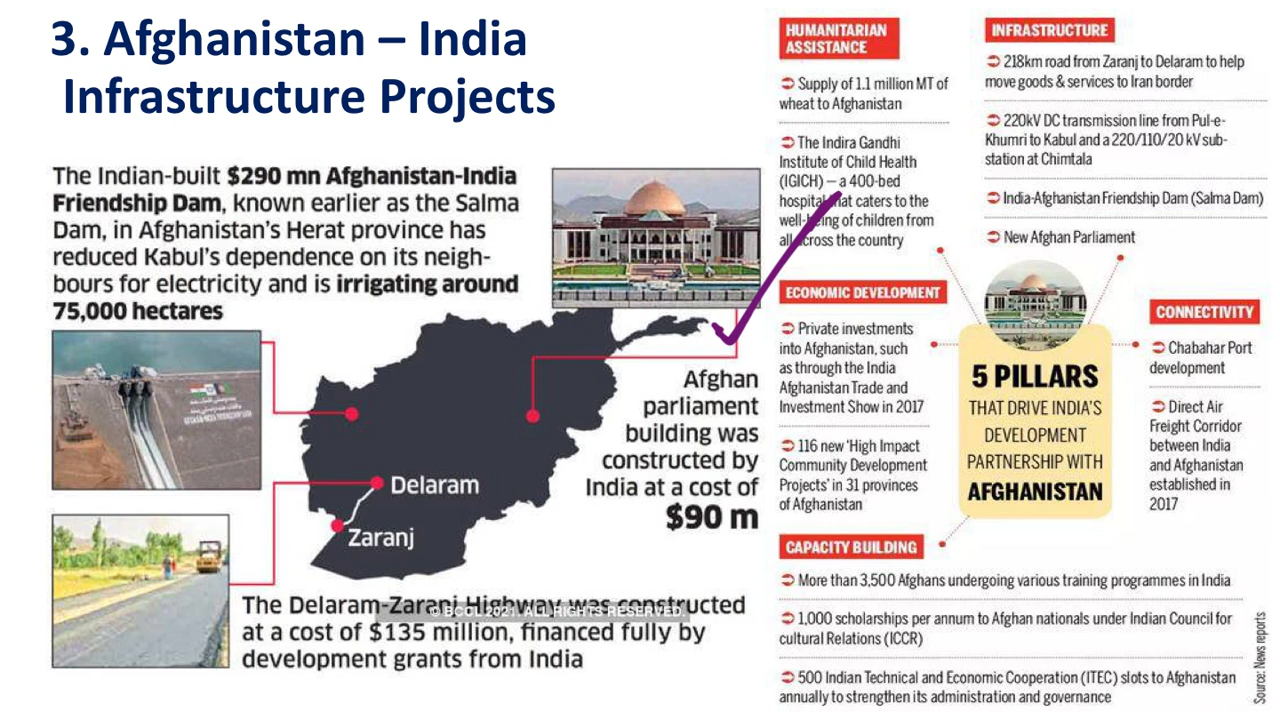 3. Afghanistan – India
Infrastructure Projects
The Indian-built $290 mn Afghanistan-India
Friendship Dam, known earlier as the Salma
Dam, in Afghanistan's Herat province has
reduced Kabul's dependence on its neigh-
bours for electricity and is irrigating around
75,000 hectares
Afghan
parliament
building was
constructed by
India at a cost of
$90 m
Delaram
Zaranj
The Delaram-Zaranj Highway was constructed
at a cost of $135 million, financed fully by
development grants from India
© BCCL 2021. ALL RIGHTS RESERVED.
HUMANITARIAN
ASSISTANCE
Supply of 1.1 million MT of
wheat to Afghanistan
The Indira Gandhi
Institute of Child Health
(IGICH) – a 400-bed
hospital that caters to the
well-being of children from
all across the country
INFRASTRUCTURE
218km road from Zaranj to Delaram to help
move goods & services to Iran border
220kV DC transmission line from Pul-e-
Khumri to Kabul and a 220/110/20 kV sub-
station at Chimtala
India-Afghanistan Friendship Dam (Salma Dam)
New Afghan Parliament
ECONOMIC DEVELOPMENT
Private investments
into Afghanistan, such
as through the India
Afghanistan Trade and
Investment Show in 2017
116 new 'High Impact
Community Development
Projects' in 31 provinces
of Afghanistan
5 PILLARS
THAT DRIVE INDIA'S
DEVELOPMENT
PARTNERSHIP WITH
AFGHANISTAN
CONNECTIVITY
Chabahar Port
development
Direct Air
Freight Corridor
between India
and Afghanistan
established in
2017
CAPACITY BUILDING
More than 3,500 Afghans undergoing various training programmes in India
1,000 scholarships per annum to Afghan nationals under Indian Council for
cultural Relations (ICCR)
500 Indian Technical and Economic Cooperation (ITEC) slots to Afghanistan
annually to strengthen its administration and governance
Source: News reports